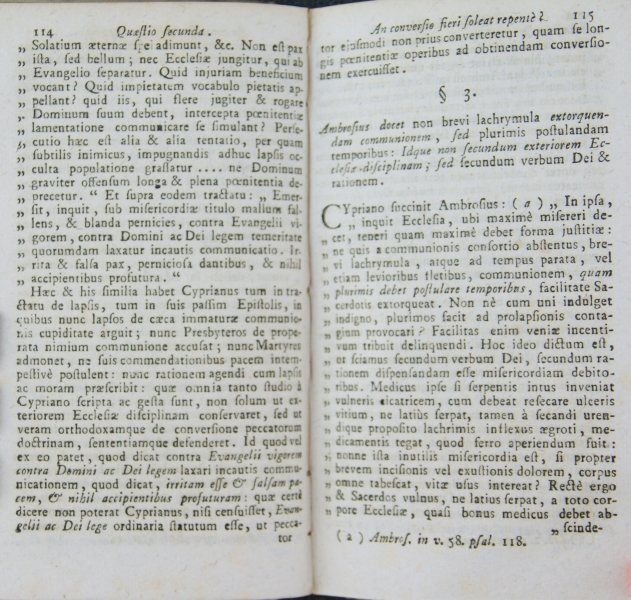 114 Quæstio secunda.
„ Solatium æternæ spei adimunt, &c. Non est pax
„ ista, sed bellum; nec Ecclesiæ jungitur, qui ab
„ Evangelio separatur. Quid injuriam beneficium
„ vocant? Quid impietatem vocabulo pietatis ap-
„ pellant? quid iis, qui flere jugiter & rogare
„ Dominum suum debent, intercepta pœnitentiæ
„ lamentatione communicare se simulant? Perse-
„ cutio hæc est alia & alia tentatio, per quam
„ subtilis inimicus, impugnandis adhuc lapsis oc-
„ culta populatione grassatur .... ne Dominum
„ graviter offensum longa & plena pœnitentia de-
„ precetur. “ Et supra eodem tractatu: „ Emer-
„ sit, inquit, sub misericordiæ titulo malum fal-
„ lens, & blanda pernicies, contra Evangelii vi-
„ gorem, contra Domini ac Dei legem temeritate
„ quorumdam laxatur incautis communicatio. Ir-
„ rita & falsa pax, perniciosa dantibus, & nihil
„ accipientibus profutura. “
Hæc & his similia habet Cyprianus tum in tra-
ctatu de lapsis, tum in suis passim Epistolis, in
quibus nunc lapsos de cæca immaturæ communio-
nis cupiditate arguit; nunc Presbyteros de prope-
rata nimium communione accusat; nunc Martyres
admonet, ne suis commendationibus pacem intem-
pestivè postulent: nunc rationem agendi cum lapsis
ac moram præscribit: quæ omnia tanto studio à
Cypriano scripta ac gesta sunt, non solum ut ex-
teriorem Ecclesiæ disciplinam conservaret, sed ut
veram orthodoxamque de conversione peccatorum
doctrinam, sententiamque defenderet. Id quod vel
ex eo patet, quod dicat contra Evangelii vigorem
contra Domini ac Dei legem laxari incautis commu-
nicationem, quod dicat, irritam esse & falsam pa-
cem, & nihil accipientibus profuturam: quæ certè
dicere non poterat Cyprianus, nisi censuisset, Evan-
gelii ac Dei lege ordinaria statutum esse, ut pecca-
tor
An conversio fieri soleat repentè? 115
tor ejusmodi non prius converteretur, quam se lon-
gis pœnitentiæ operibus ad obtinendam conversio-
nem exercuisset.
§ 3.
Ambrosius docet non brevi lachrymula extorquen-
dam communionem, sed plurimis postulandam
temporibus: Idque non secundum exteriorem Ec-
clesiæ disciplinam; sed secundum verbum Dei &
rationem.
CYpriano succinit Ambrosius: (a) „ In ipsa,
„ inquit Ecclesia, ubi maximè misereri de-
„ cet, teneri quam maximè debet forma justitiæ:
„ ne quis a communionis consortio abstentus, bre-
„ vi lachrymula, atque ad tempus parata, vel
„ etiam levioribus fletibus, communionem, quam
„ plurimis debet postulare temporibus, facilitate Sa-
„ cerdotis extorqueat. Non nè cum uni indulget
„ indigno, plurimos facit ad prolapsionis conta-
„ gium provocari? Facilitas enim veniæ incenti-
„ vum tribuit delinquendi. Hoc ideo dictum est,
„ ut sciamus secundum verbum Dei, secundum ra-
„ tionem dispensandam esse misericordiam debito-
„ ribus. Medicus ipse si serpentis intus inveniat
„ vulneris cicatricem, cum debeat resecare ulceris
„ vitium, ne latiùs serpat, tamen à secandi uren-
„ dique proposito lachrimis inflexus ægroti, me-
„ dicamentis tegat, quod ferro aperiendum fuit:
„ nonne ista inutilis misericordia est, si propter
„ brevem incisionis vel exustionis dolorem, corpus
„ omne tabescat, vitæ usus intereat? Rectè ergo
„ & Sacerdos vulnus, ne latius serpat, a toto cor-
„ pore Ecclesiæ, quasi bonus medicus debet ab-
„ scinde-
(a) Ambros. in v. 58. psal. 118.